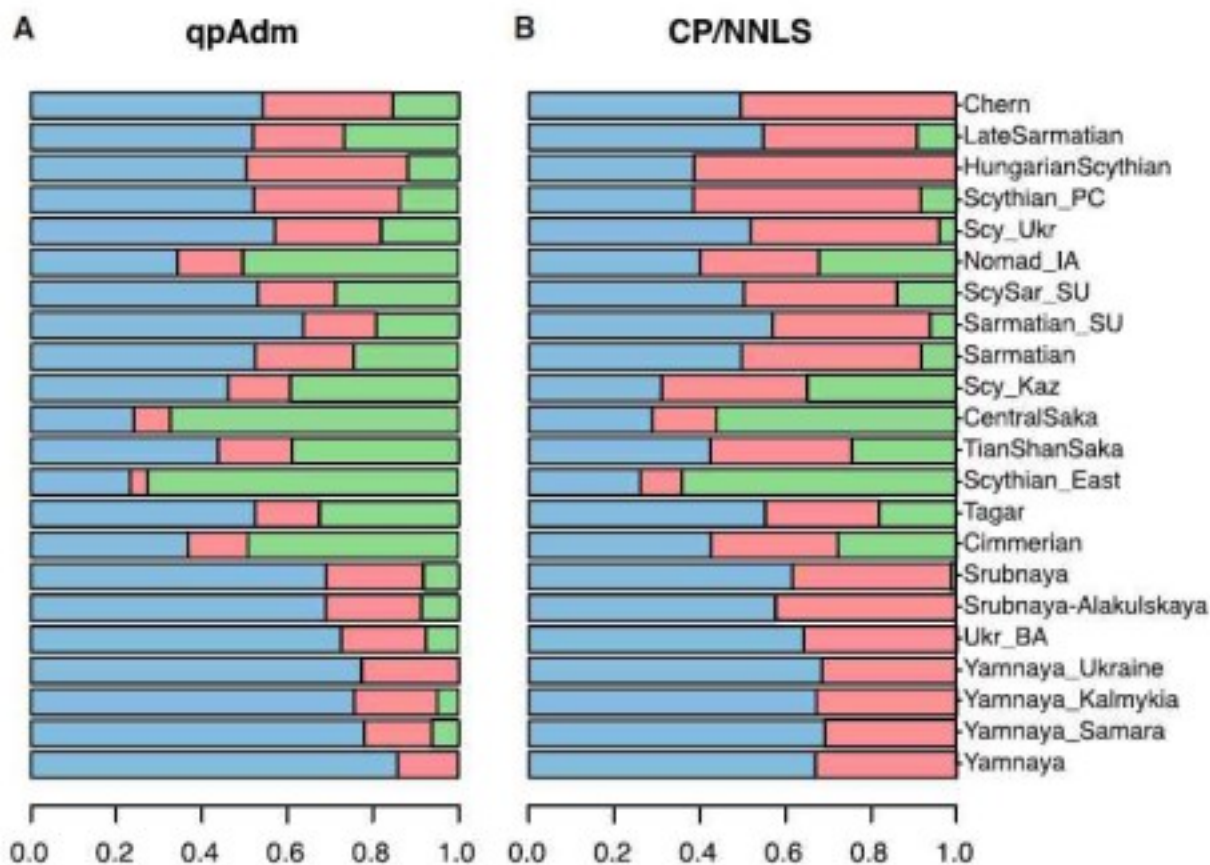 A qpAdm B CP/NNLS
Chern
LateSarmatian
HungarianScythian
Scythian_PC
Scy_Ukr
Nomad_IA
ScySar_SU
Sarmatian_SU
Sarmatian
Scy_Kaz
CentralSaka
TianShanSaka
Scythian_East
Tagar
Cimmerian
Srubnaya
Srubnaya-Alakulskaya
Ukr_BA
Yamnaya_Ukraine
Yamnaya_Kalmykia
Yamnaya_Samara
Yamnaya
0.0 0.2 0.4 0.6 0.8 1.0 0.0 0.2 0.4 0.6 0.8 1.0